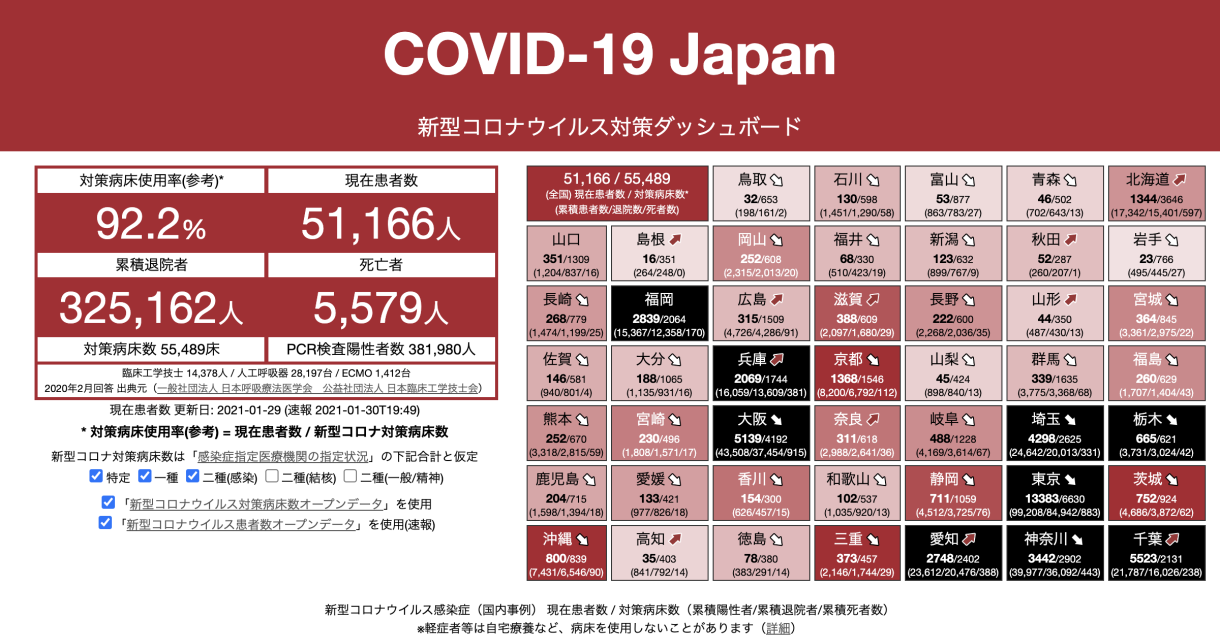 COVID-19 Japan
新型コロナウイルス対策ダッシュボード
対策病床使用率(参考)*
現在患者数
92.2%
51,166人
累積退院者
死亡者
325,162人
5,579人
対策病床数 55,489床
PCR検査陽性者数 381,980人
臨床工学技士 14,378人 / 人工呼吸器 28,197台 / ECMO 1,412台
2020年2月回答 出典元（一般社団法人 日本呼吸療法医学会　公益社団法人 日本臨床工学技士会）
現在患者数 更新日: 2021-01-29 (速報 2021-01-30T19:49)
* 対策病床使用率(参考) = 現在患者数 / 新型コロナ対策病床数
新型コロナ対策病床数は「感染症指定医療機関の指定状況」の下記合計と仮定
特定 一種 二種(感染) 二種(結核) 二種(一般/精神)
「新型コロナウイルス対策病床数オープンデータ」を使用
「新型コロナウイルス患者数オープンデータ」を使用(速報)
51,166 / 55,489
(全国) 現在患者数 / 対策病床数*
(累積患者数/退院数/死者数)
鳥取
32/653
(198/161/2)
石川
130/598
(1,451/1,290/58)
富山
53/877
(863/783/27)
青森
46/502
(702/643/13)
北海道
1344/3646
(17,342/15,401/597)
山口
351/1309
(1,204/837/16)
島根
16/351
(264/248/0)
岡山
252/608
(2,315/2,013/20)
福井
68/330
(510/423/19)
新潟
123/632
(899/767/9)
秋田
52/287
(260/207/1)
岩手
23/766
(495/445/27)
長崎
268/779
(1,474/1,199/25)
福岡
2839/2064
(15,367/12,358/170)
広島
315/1509
(4,726/4,286/91)
滋賀
388/609
(2,097/1,680/29)
長野
222/600
(2,268/2,036/35)
山形
44/350
(487/430/13)
宮城
364/845
(3,361/2,975/22)
佐賀
146/581
(940/801/4)
大分
188/1065
(1,135/931/16)
兵庫
2069/1744
(16,059/13,609/381)
京都
1368/1546
(8,200/6,792/112)
山梨
45/424
(898/840/13)
群馬
339/1635
(3,775/3,368/68)
福島
260/629
(1,707/1,404/43)
熊本
252/670
(3,318/2,815/59)
宮崎
230/496
(1,808/1,571/17)
大阪
5139/4192
(43,508/37,454/915)
奈良
311/618
(2,988/2,641/36)
岐阜
488/1228
(4,169/3,614/67)
埼玉
4298/2625
(24,642/20,013/331)
栃木
665/621
(3,731/3,024/42)
鹿児島
204/715
(1,598/1,394/18)
愛媛
133/421
(977/826/18)
香川
154/300
(626/457/15)
和歌山
102/537
(1,035/920/13)
静岡
711/1059
(4,512/3,725/76)
東京
13383/6630
(99,208/84,942/883)
茨城
752/924
(4,686/3,872/62)
沖縄
800/839
(7,431/6,546/90)
高知
35/403
(841/792/14)
徳島
78/380
(383/291/14)
三重
373/457
(2,146/1,744/29)
愛知
2748/2402
(23,612/20,476/388)
神奈川
3442/2902
(39,977/36,092/443)
千葉
5523/2131
(21,787/16,026/238)
新型コロナウイルス感染症（国内事例） 現在患者数 / 対策病床数（累積陽性者/累積退院者/累積死者数）
※軽症者等は自宅療養など、病床を使用しないことがあります（詳細）